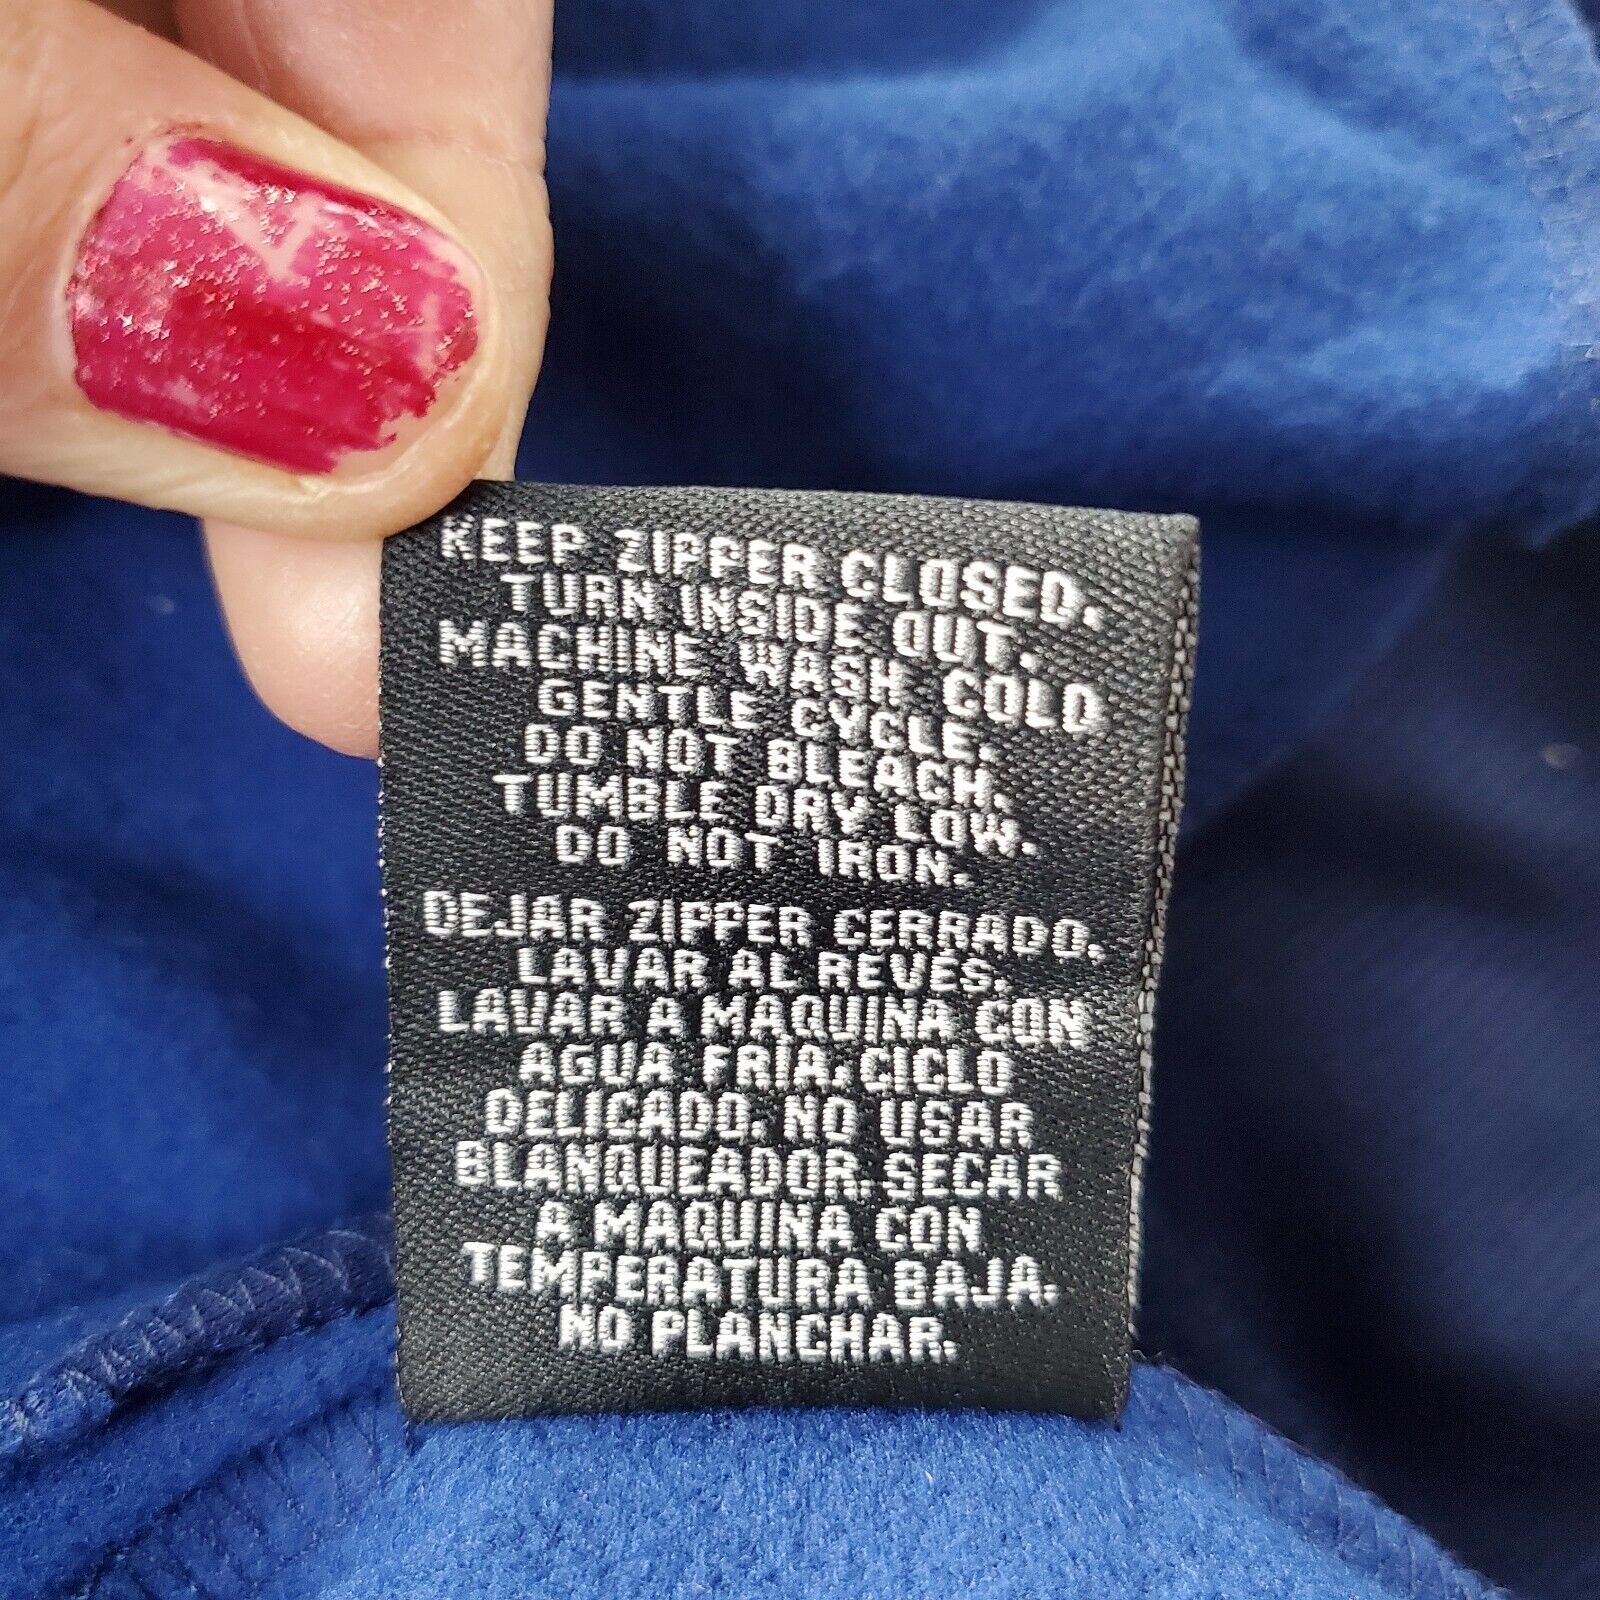 KEEP ZIPPER CLOSED.
TURN INSIDE OUT.
MACHINE WASH COLD
GENTLE CYCLE.
DO NOT BLEACH.
TUMBLE DRY LOW.
DO NOT IRON.
DEJAR ZIPPER CERRADO.
LAVAR AL REVES.
LAVAR A MAQUINA CON
AGUA FRIA. CICLO
DELICADO. NO USAR
BLANQUEADOR. SECAR
A MAQUINA CON
TEMPERATURA BAJA.
NO PLANCHAR.